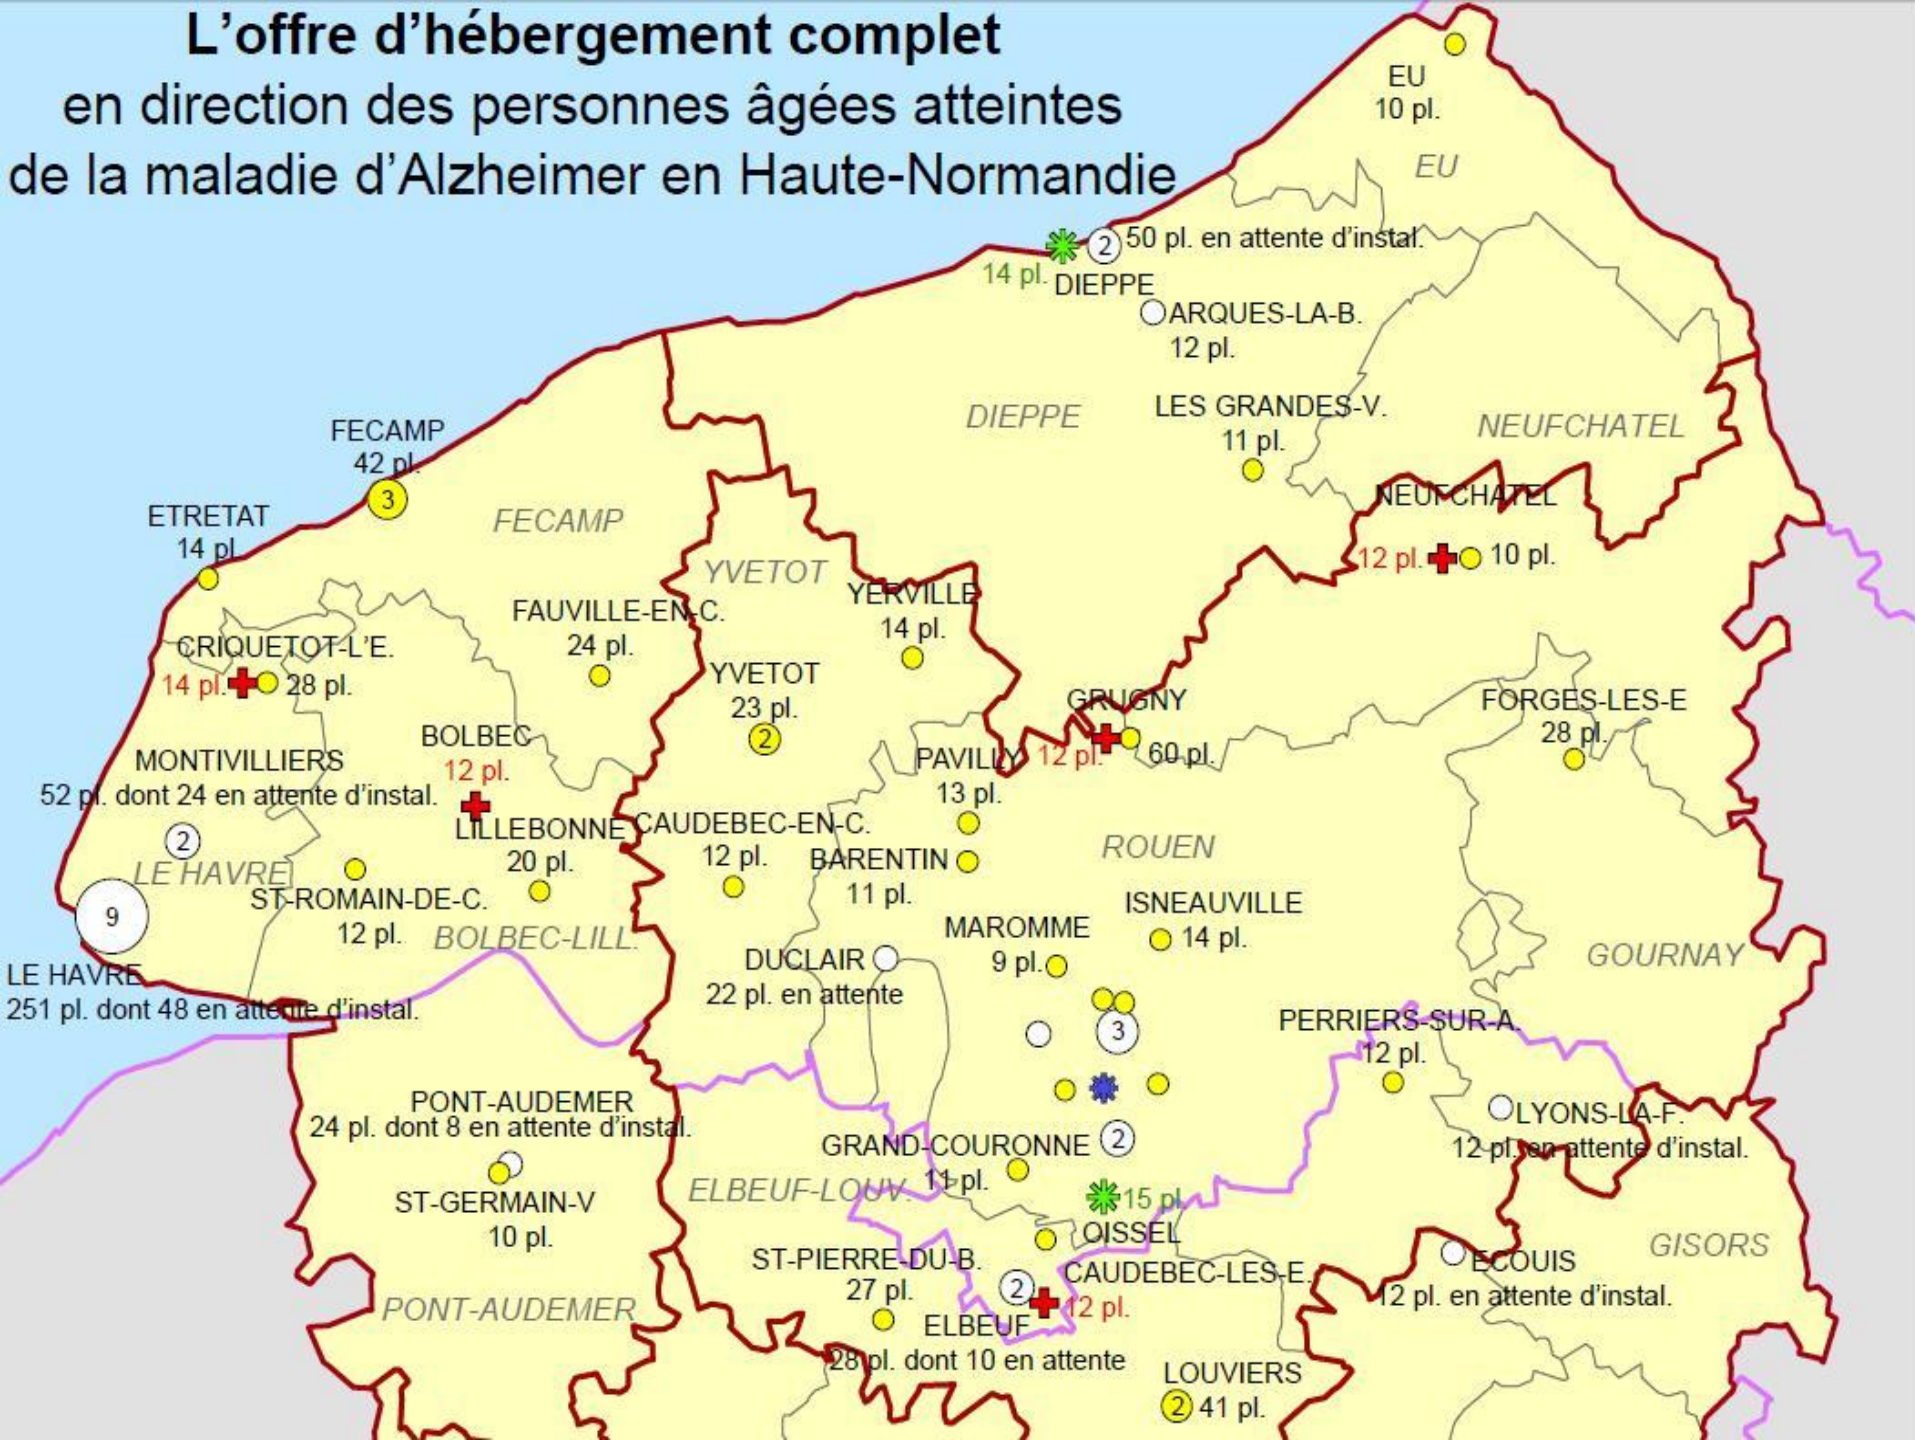 L'offre d'hébergement complet
en direction des personnes âgées atteintes
de la maladie d'Alzheimer en Haute-Normandie
EU
10 pl.
EU
2
50 pl. en attente d'instal.
14 pl.
DIEPPE
ARQUES-LA-B.
12 pl.
DIEPPE
LES GRANDES-V.
11 pl.
NEUFCHATEL
FECAMP
42 pl.
3
NEUFCHATEL
12 pl.
10 pl.
ETRETAT
14 pl.
FECAMP
YVETOT
YERVILLE
14 pl.
FAUVILLE-EN-C.
24 pl.
CRIQUETOT-L'E.
14 pl.
28 pl.
YVETOT
23 pl.
2
GRUGNY
12 pl.
60 pl.
FORGES-LES-E
28 pl.
BOLBEC
12 pl.
MONTIVILLIERS
52 pl. dont 24 en attente d'instal.
2
PAVILLY
13 pl.
LILLEBONNE
20 pl.
CAUDEBEC-EN-C.
12 pl.
BARENTIN
11 pl.
ROUEN
LE HAVRE
9
ST-ROMAIN-DE-C.
12 pl.
BOLBEC-LILL.
ISNEAUVILLE
14 pl.
MAROMME
9 pl.
GOURNAY
DUCLAIR
22 pl. en attente
LE HAVRE
251 pl. dont 48 en attente d'instal.
3
PERRIERS-SUR-A.
12 pl.
PONT-AUDEMER
24 pl. dont 8 en attente d'instal.
LYONS-LA-F.
12 pl. en attente d'instal.
2
GRAND-COURONNE
11 pl.
ST-GERMAIN-V
10 pl.
ELBEUF-LOUV.
15 pl.
OISSEL
GISORS
ST-PIERRE-DU-B.
27 pl.
2
CAUDEBEC-LES-E.
12 pl.
ECOUIS
12 pl. en attente d'instal.
PONT-AUDEMER
ELBEUF
28 pl. dont 10 en attente
LOUVIERS
2
41 pl.